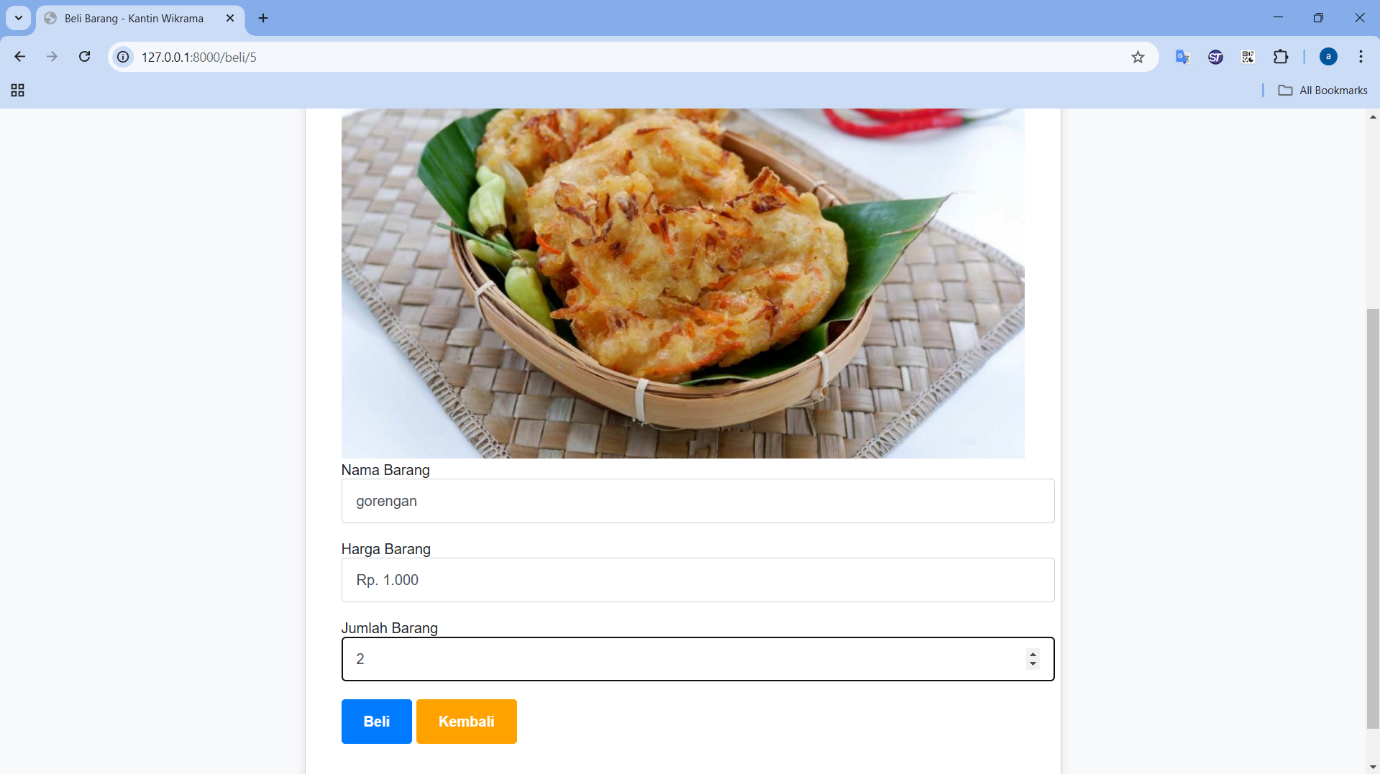 Beli Barang - Kantin Wikrama
127.0.0.1:8000/beli/5
ST
a
All Bookmarks
Nama Barang
gorengan
Harga Barang
Rp. 1.000
Jumlah Barang
2
Beli Kembali